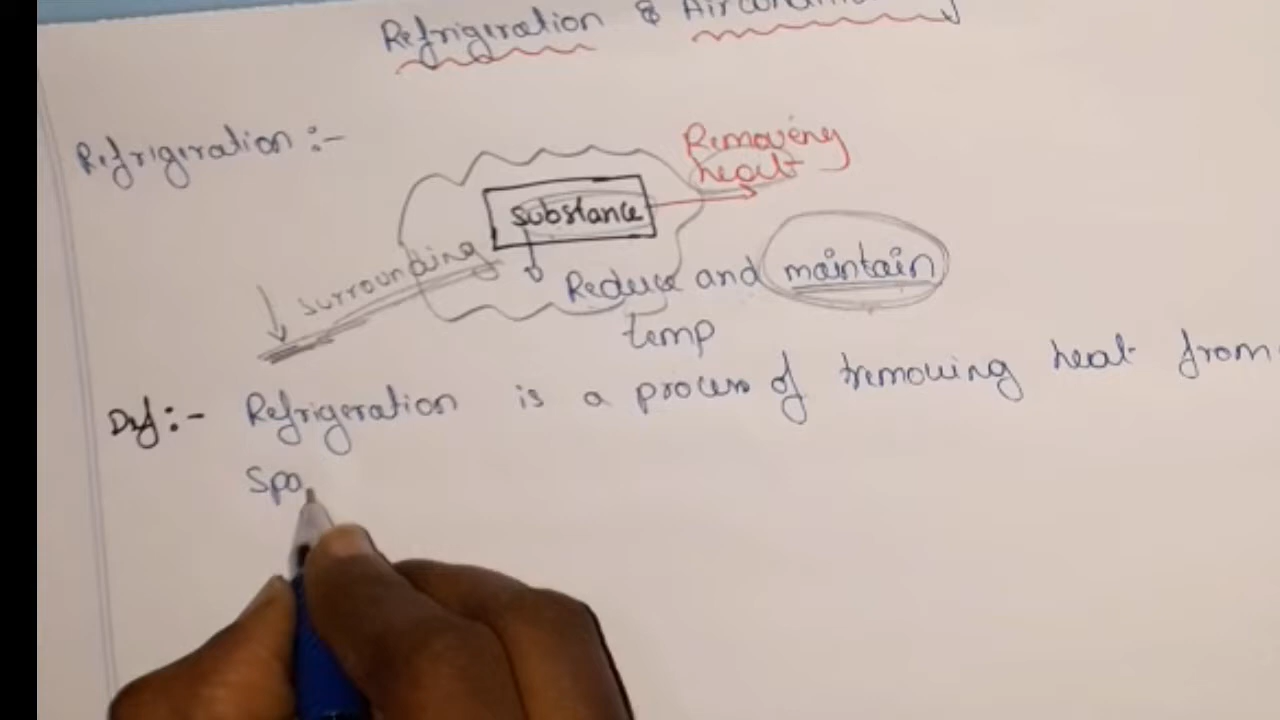 Refrigeration & Air
Refrigeration :-
Removing
heat
substance
surrounding
Reduce and maintain
temp
Def :- Refrigeration is a process of removing heat from
Spa